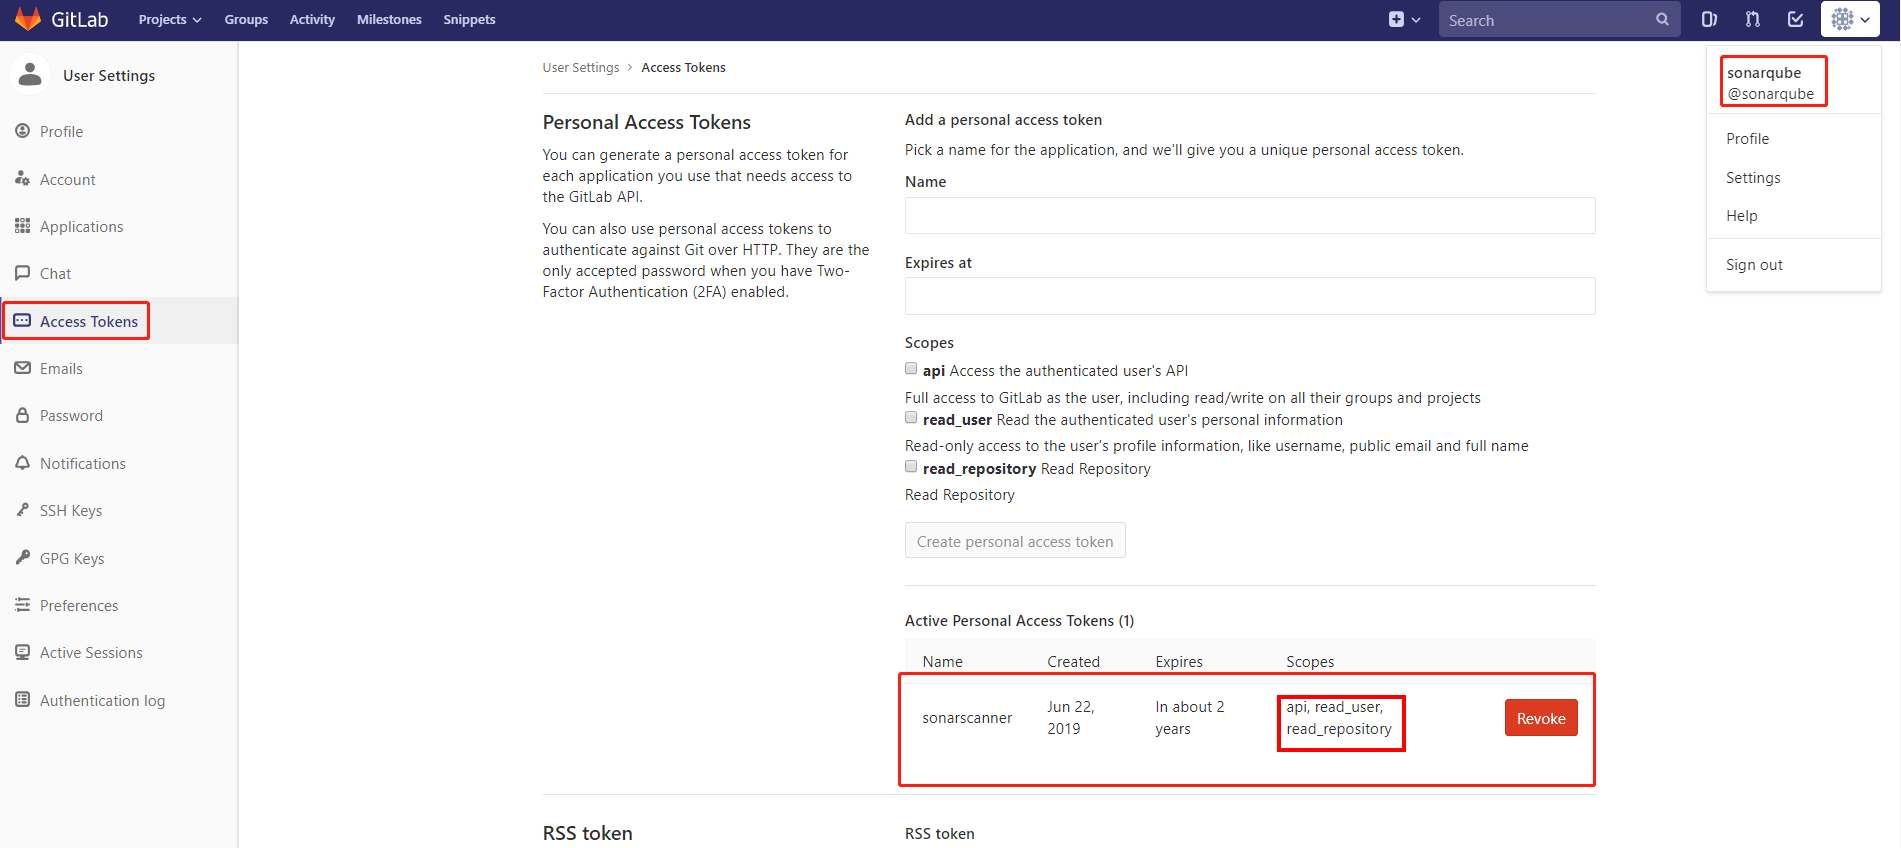 GitLab Projects Groups Activity Milestones Snippets Search
sonarqube
@sonarqube
Profile
Settings
Help
Sign out
User Settings
Profile
Account
Applications
Chat
Access Tokens
Emails
Password
Notifications
SSH Keys
GPG Keys
Preferences
Active Sessions
Authentication log
User Settings > Access Tokens
Personal Access Tokens
You can generate a personal access token for
each application you use that needs access to
the GitLab API.
You can also use personal access tokens to
authenticate against Git over HTTP. They are the
only accepted password when you have Two-
Factor Authentication (2FA) enabled.
Add a personal access token
Pick a name for the application, and we'll give you a unique personal access token.
Name
Expires at
Scopes
api Access the authenticated user's API
Full access to GitLab as the user, including read/write on all their groups and projects
read_user Read the authenticated user's personal information
Read-only access to the user's profile information, like username, public email and full name
read_repository Read Repository
Read Repository
Create personal access token
Active Personal Access Tokens (1)
Name Created Expires Scopes
sonarscanner
Jun 22,
2019
In about 2
years
api, read_user,
read_repository
Revoke
RSS token
RSS token